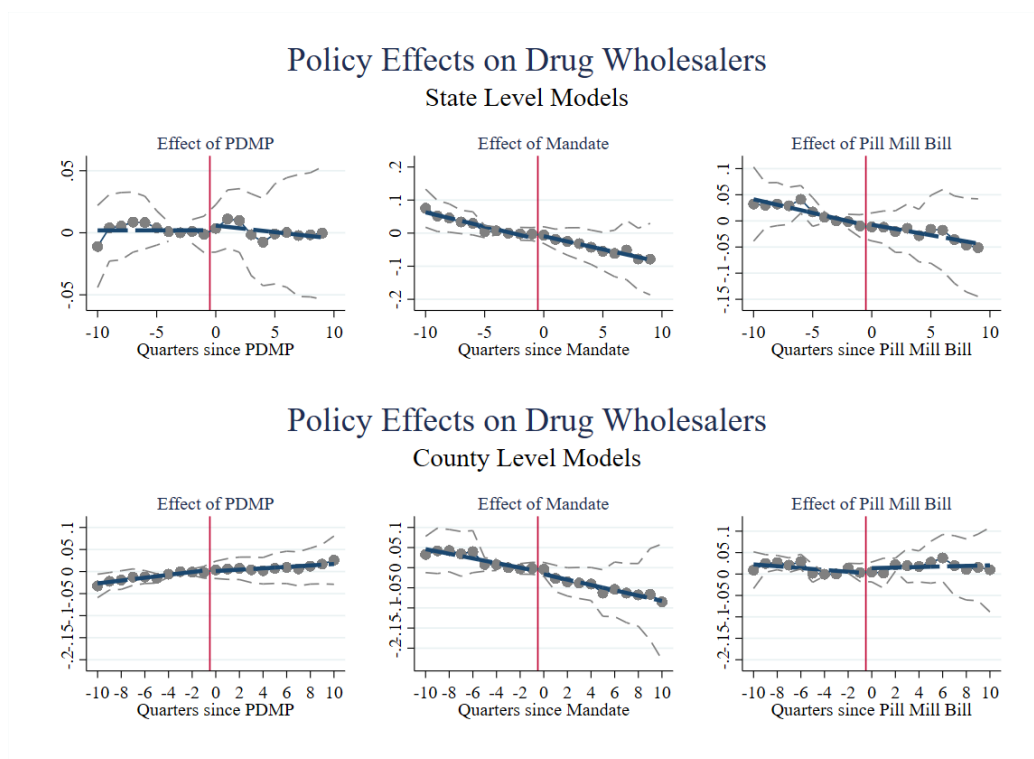 Policy Effects on Drug Wholesalers
State Level Models
Effect of PDMP
.05
0
-.05
-10 -5 0 5 10
Quarters since PDMP
Effect of Mandate
.2
.1
0
-.1
-.2
-10 -5 0 5 10
Quarters since Mandate
Effect of Pill Mill Bill
.1
.05
0
-.05
-.1
-.15
-10 -5 0 5 10
Quarters since Pill Mill Bill
Policy Effects on Drug Wholesalers
County Level Models
Effect of PDMP
.1
.05
0
-.05
-.1
-.15
-.2
-10 -8 -6 -4 -2 0 2 4 6 8 10
Quarters since PDMP
Effect of Mandate
.1
.05
0
-.05
-.1
-.15
-.2
-10 -8 -6 -4 -2 0 2 4 6 8 10
Quarters since Mandate
Effect of Pill Mill Bill
.1
.05
0
-.05
-.1
-.15
-.2
-10 -8 -6 -4 -2 0 2 4 6 8 10
Quarters since Pill Mill Bill